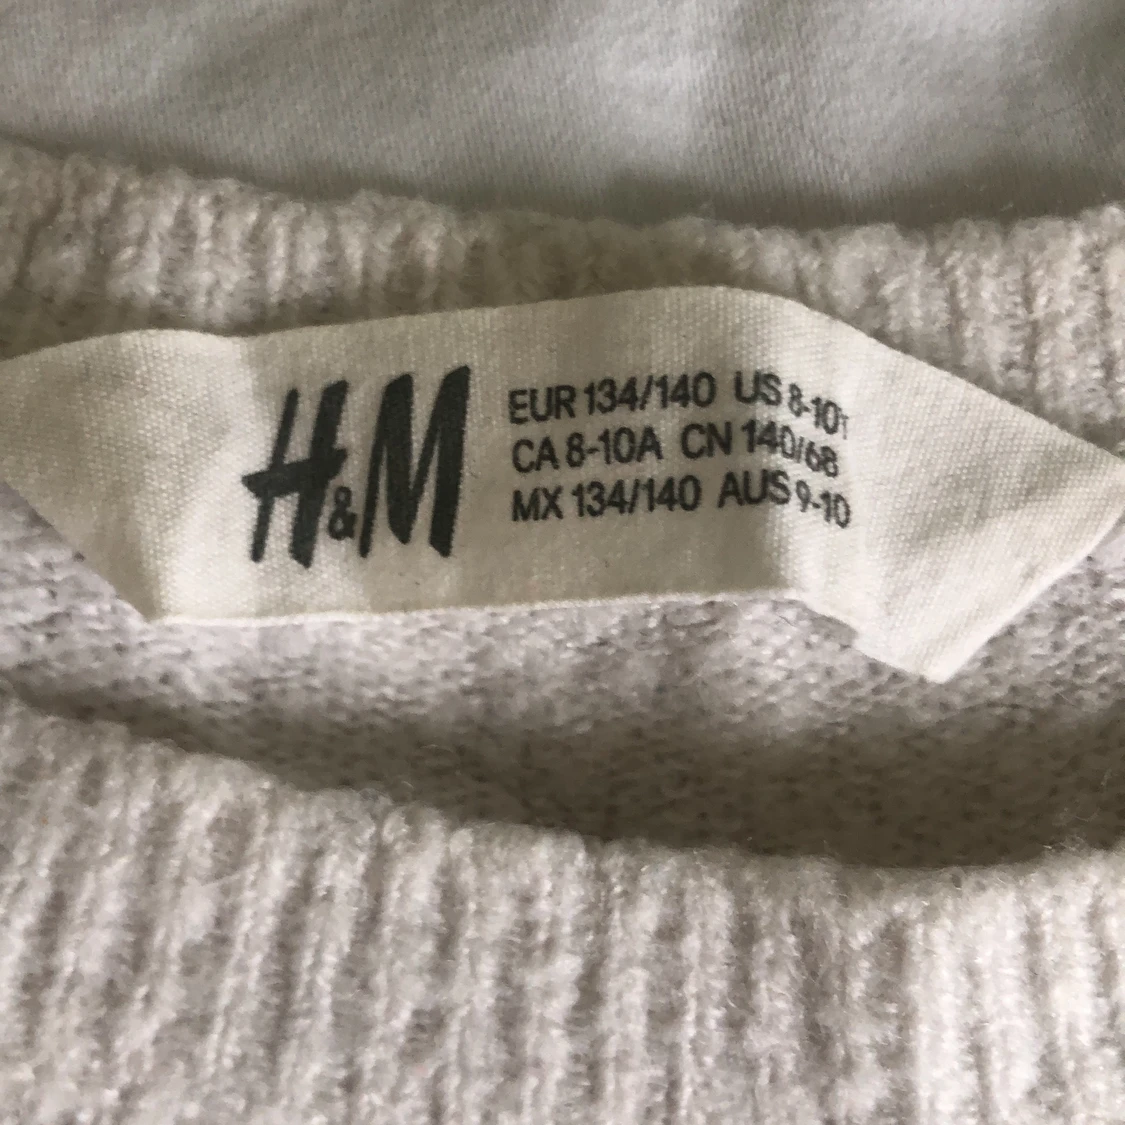 H&M
EUR 134/140 US 8-10Y
CA 8-10A CN 140/68
MX 134/140 AUS 9-10